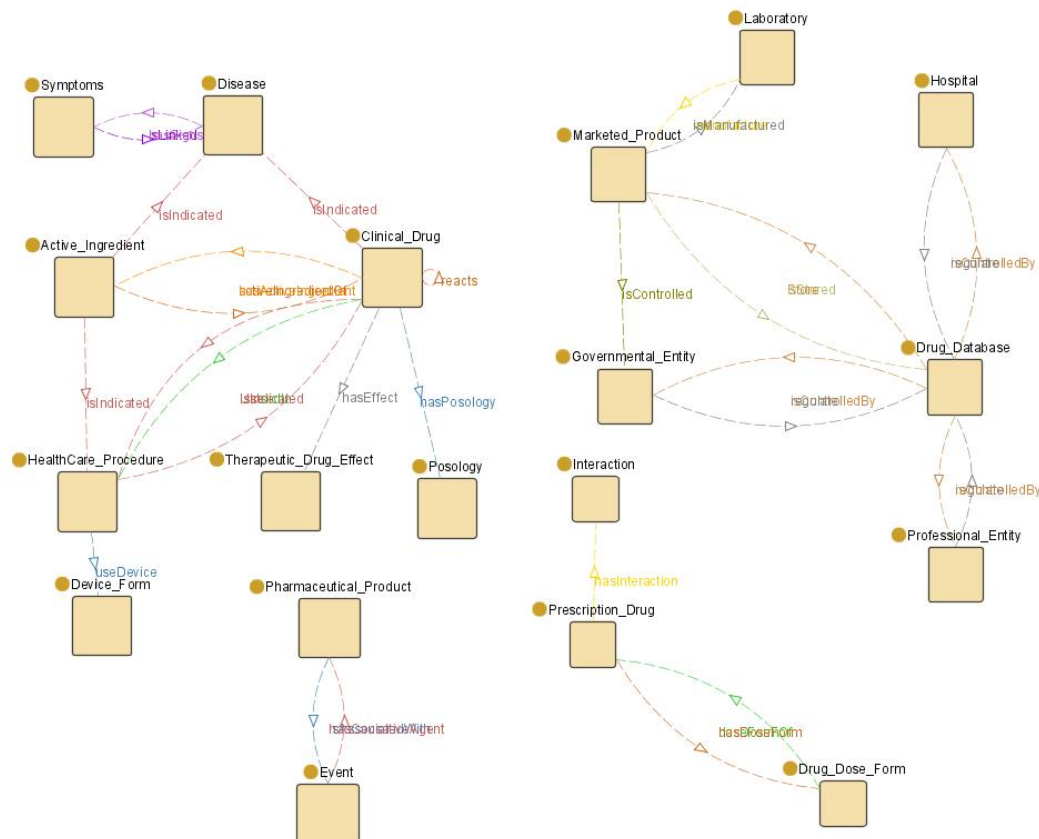 Laboratory
Symptoms
Disease
Hospital
isManufactured
Marketed_Product
isIndicated
isIndicated
Active_Ingredient
Clinical_Drug
reacts
isControlled
Governmental_Entity
Drug_Database
isIndicated
hasEffect
hasPosology
HealthCare_Procedure
Therapeutic_Drug_Effect
Posology
Interaction
Professional_Entity
useDevice
Device_Form
Pharmaceutical_Product
hasInteraction
Prescription_Drug
Event
Drug_Dose_Form